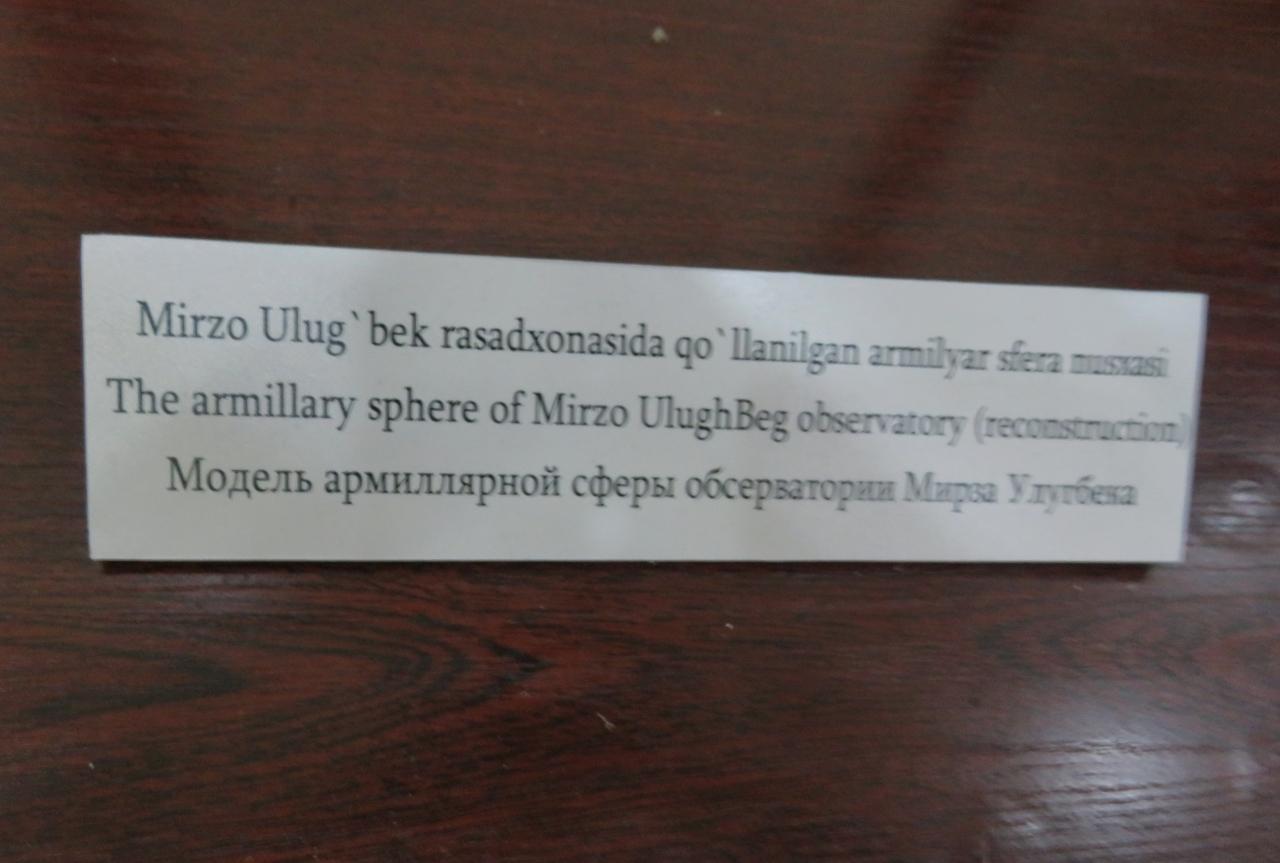 Mirzo Ulug`bek rasadxonasida qo`llanilgan armilyar sfera nusxasi
The armillary sphere of Mirzo UlughBeg observatory (reconstruction)
Модель армиллярной сферы обсерватории Мирза Улугбека